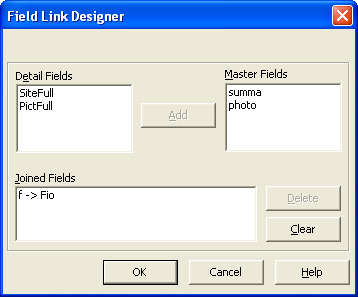 Field Link Designer
Detail Fields
Master Fields
SiteFull
PictFull
summa
photo
Add
Joined Fields
f -> Fio
Delete
Clear
OK
Cancel
Help